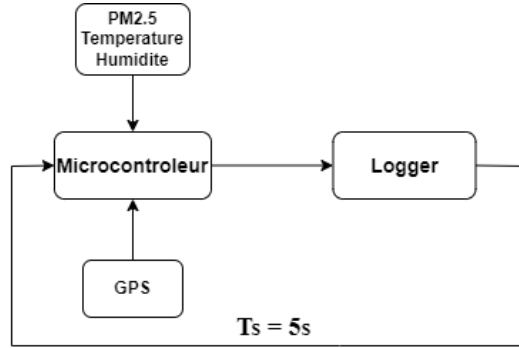 PM2.5
Temperature
Humidite
Microcontroleur
Logger
GPS
Ts = 5s